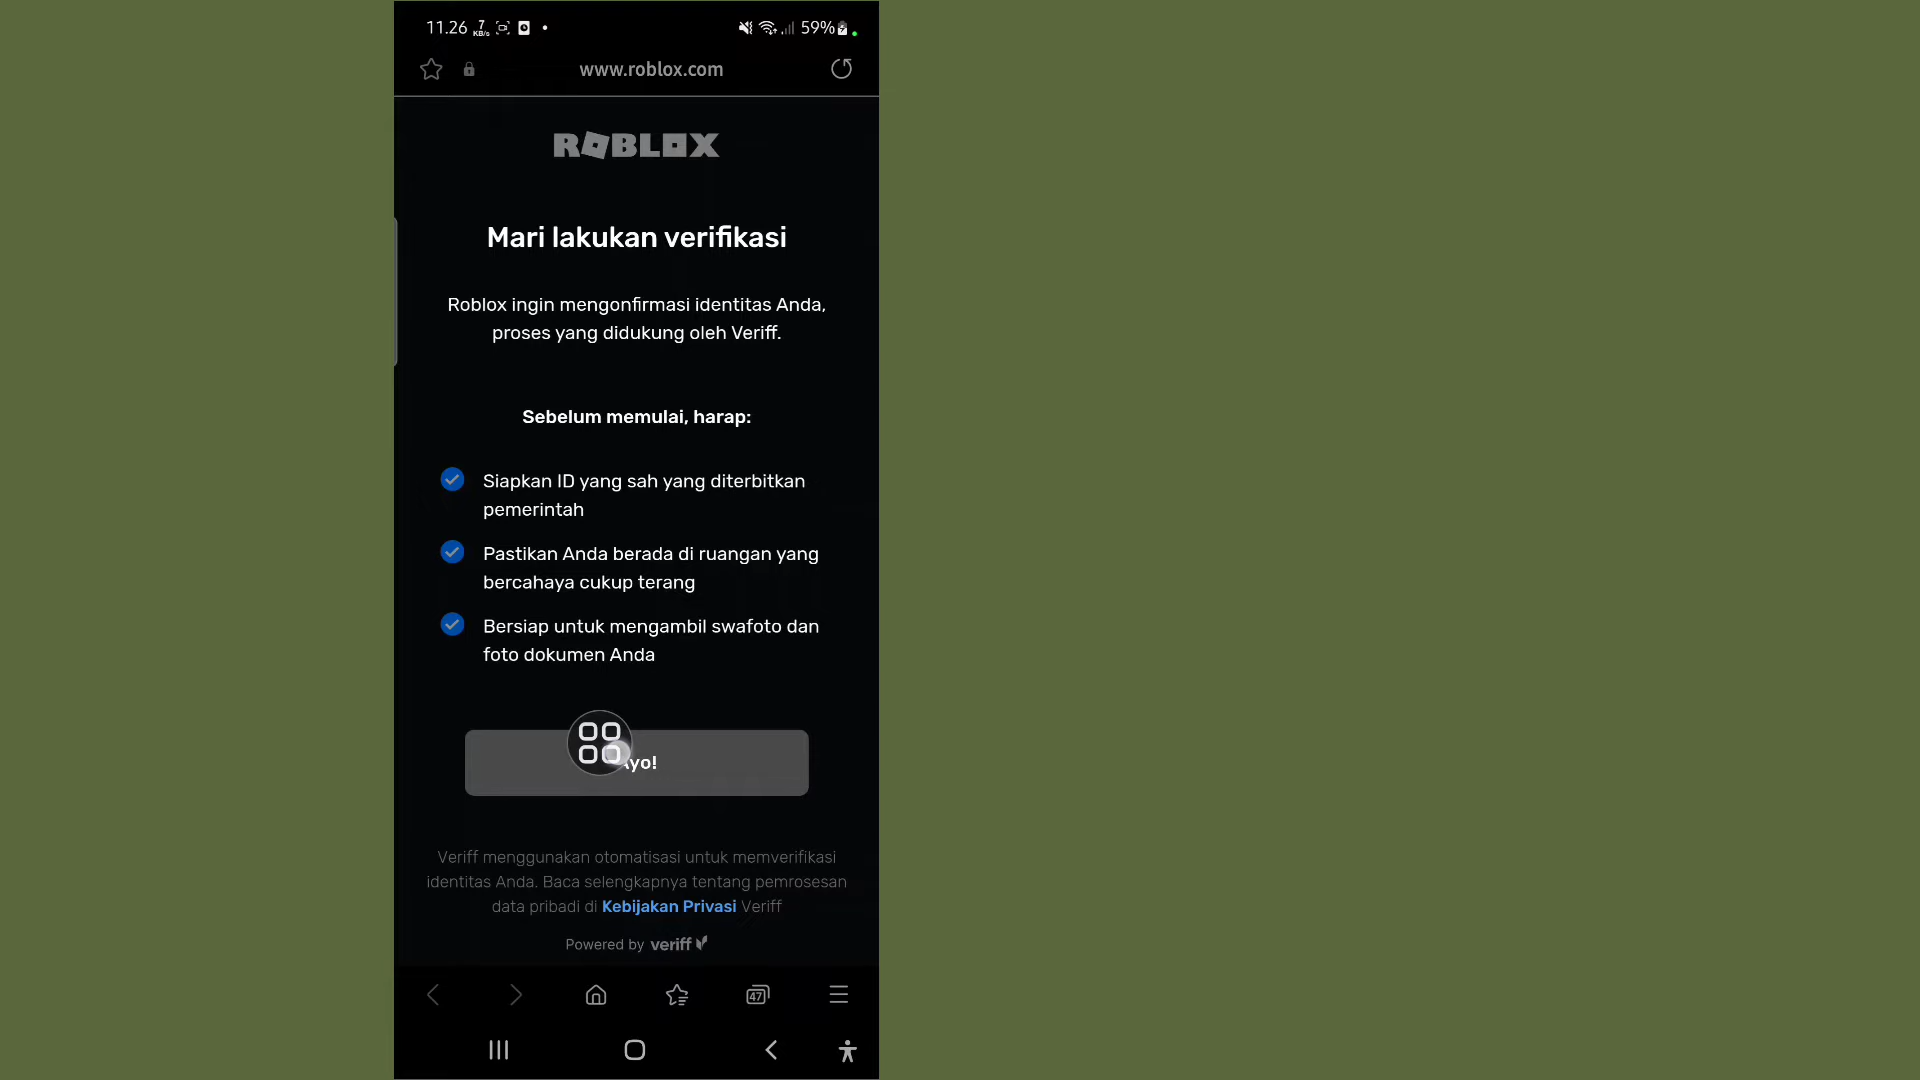 11.26 7 KB/s 59%
www.roblox.com
ROBLOX
Mari lakukan verifikasi
Roblox ingin mengonfirmasi identitas Anda,
proses yang didukung oleh Veriff.
Sebelum memulai, harap:
Siapkan ID yang sah yang diterbitkan
pemerintah
Pastikan Anda berada di ruangan yang
bercahaya cukup terang
Bersiap untuk mengambil swafoto dan
foto dokumen Anda
Ayo!
Veriff menggunakan otomatisasi untuk memverifikasi
identitas Anda. Baca selengkapnya tentang pemrosesan
data pribadi di Kebijakan Privasi Veriff
Powered by veriff
47